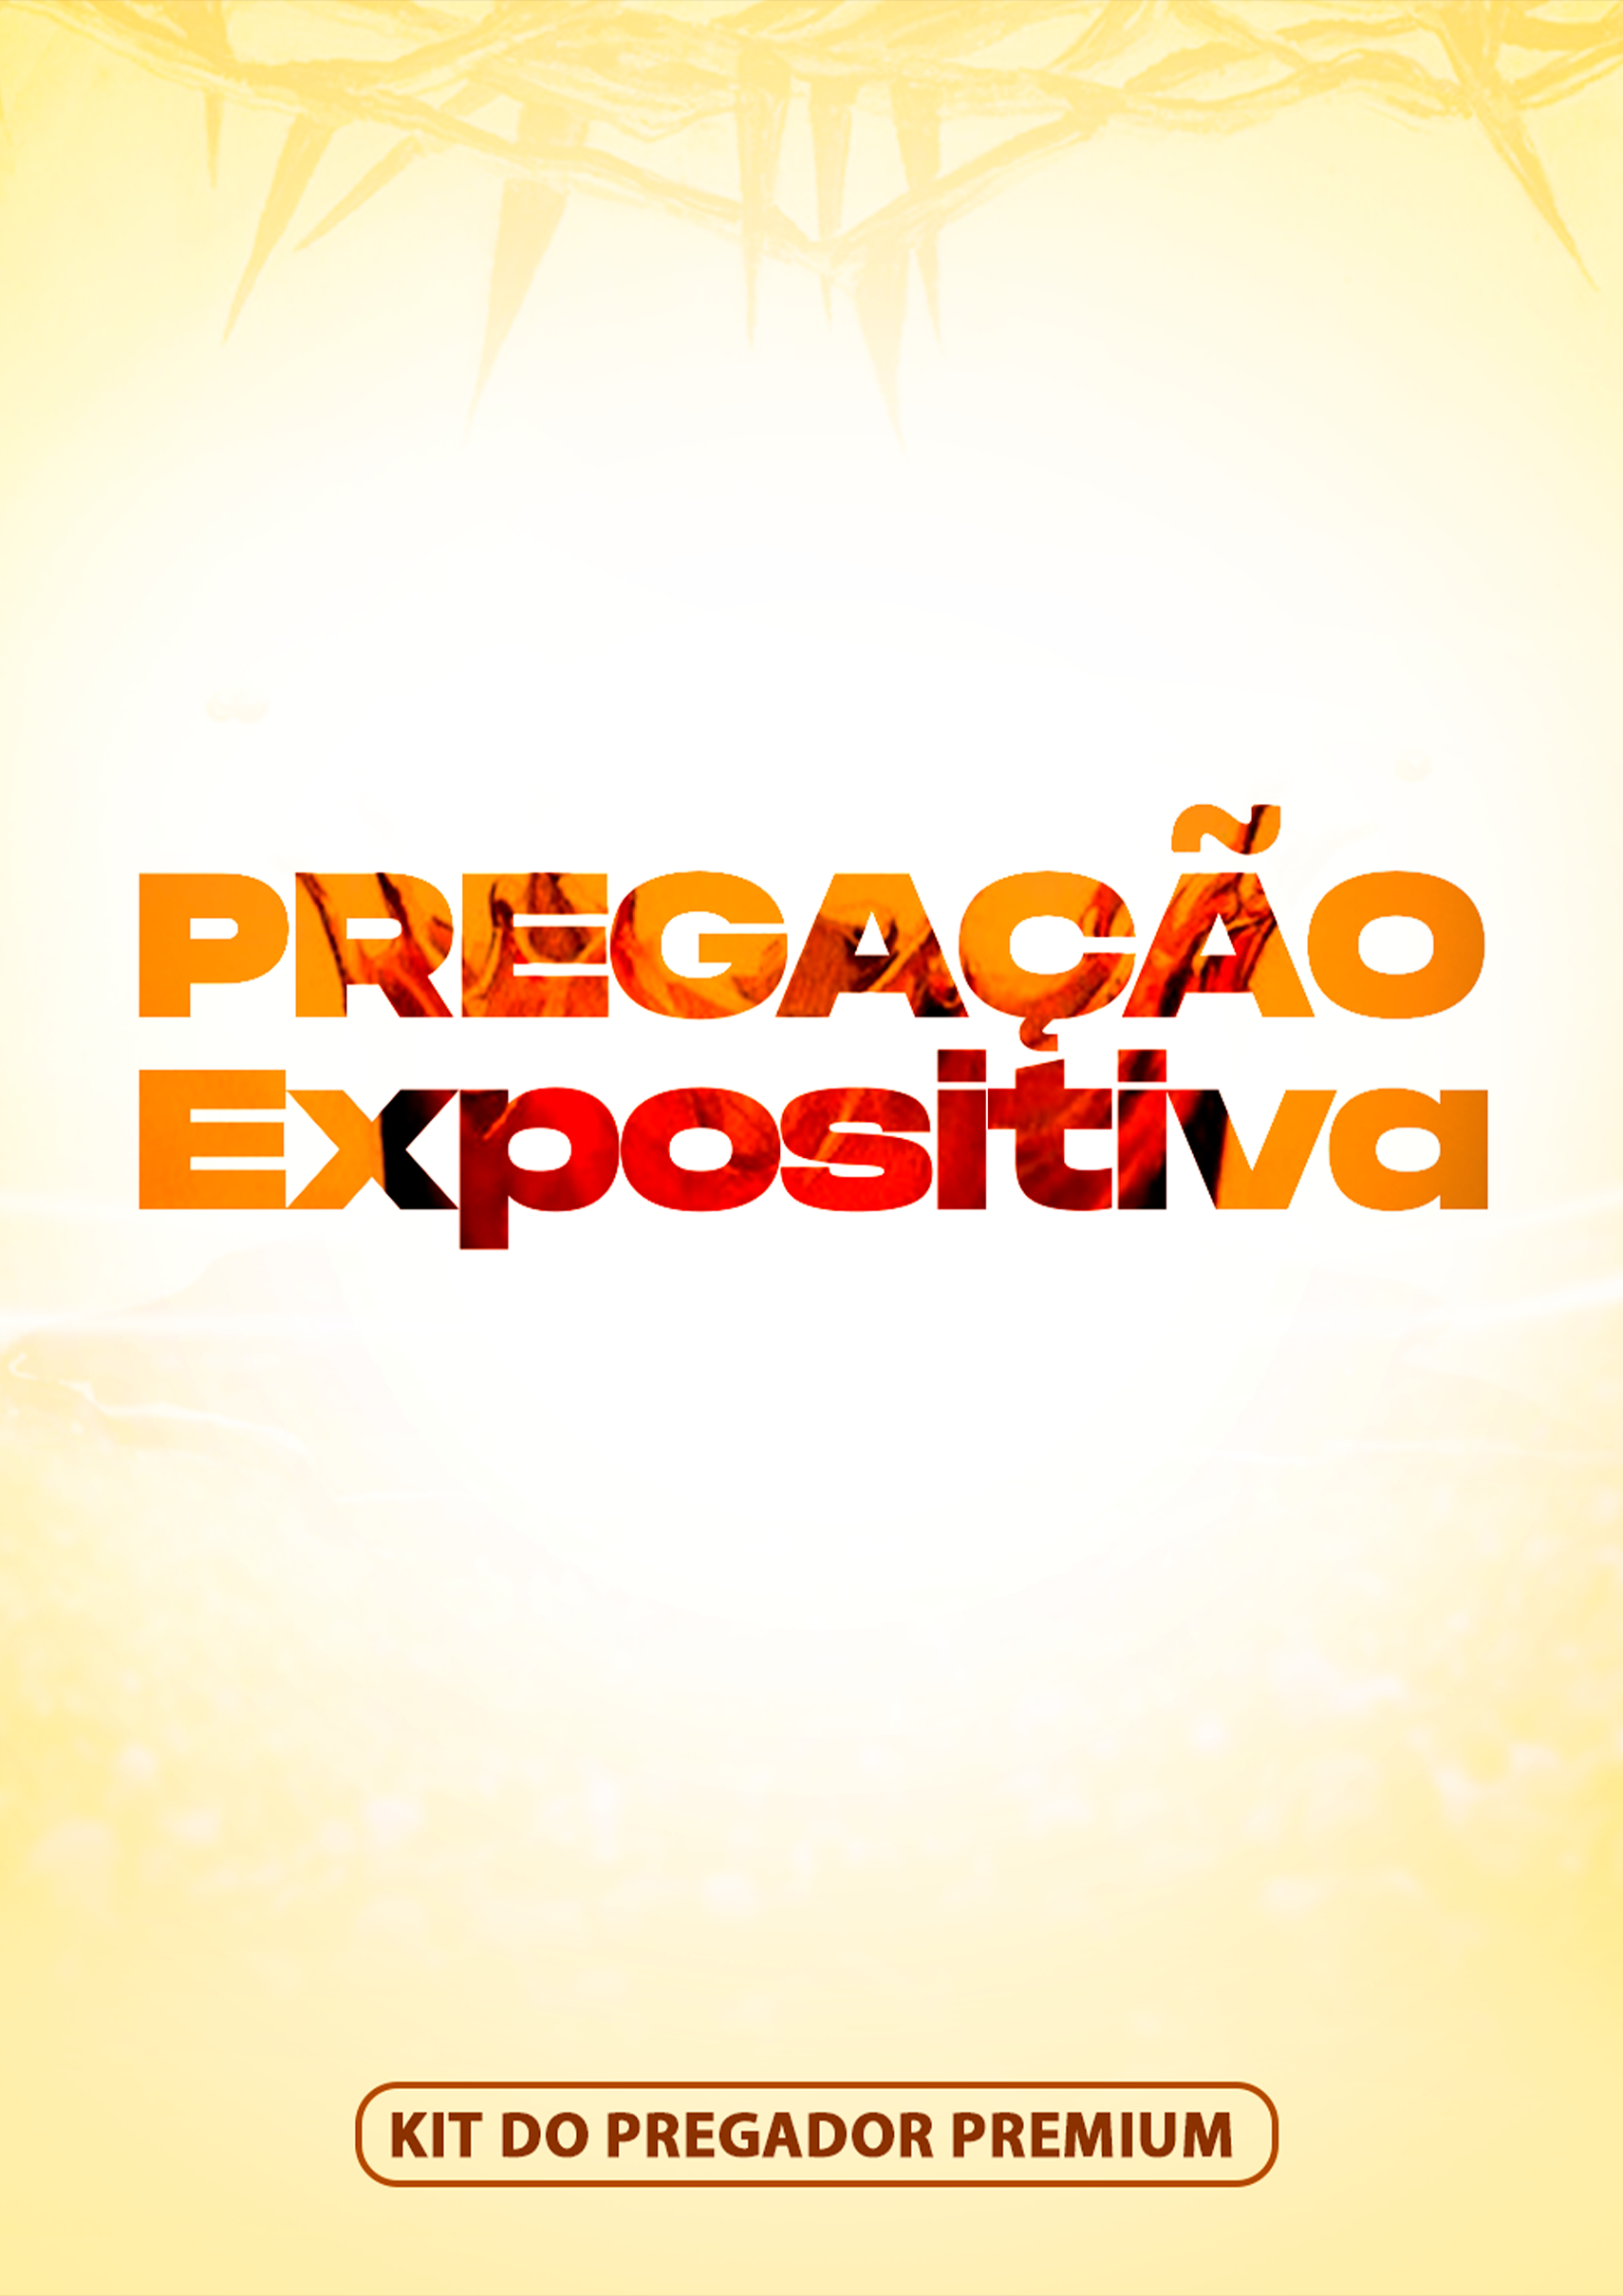 PREGAÇÃO
Expositiva
KIT DO PREGADOR PREMIUM